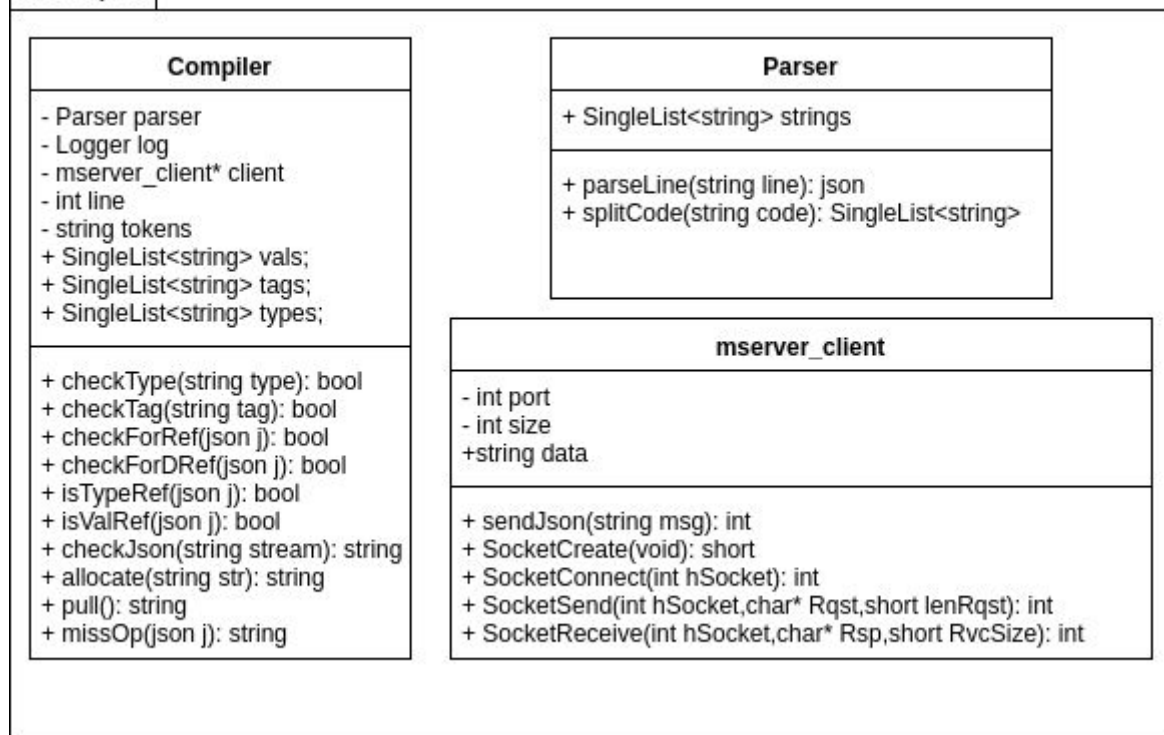 Compiler
- Parser parser
- Logger log
- mserver_client* client
- int line
- string tokens
+ SingleList<string> vals;
+ SingleList<string> tags;
+ SingleList<string> types;
+ checkType(string type): bool
+ checkTag(string tag): bool
+ checkForRef(json j): bool
+ checkForDRef(json j): bool
+ isTypeRef(json j): bool
+ isValRef(json j): bool
+ checkJson(string stream): string
+ allocate(string str): string
+ pull(): string
+ missOp(json j): string
Parser
+ SingleList<string> strings
+ parseLine(string line): json
+ splitCode(string code): SingleList<string>
mserver_client
- int port
- int size
+string data
+ sendJson(string msg): int
+ SocketCreate(void): short
+ SocketConnect(int hSocket): int
+ SocketSend(int hSocket,char* Rqst,short lenRqst): int
+ SocketReceive(int hSocket,char* Rsp,short RvcSize): int